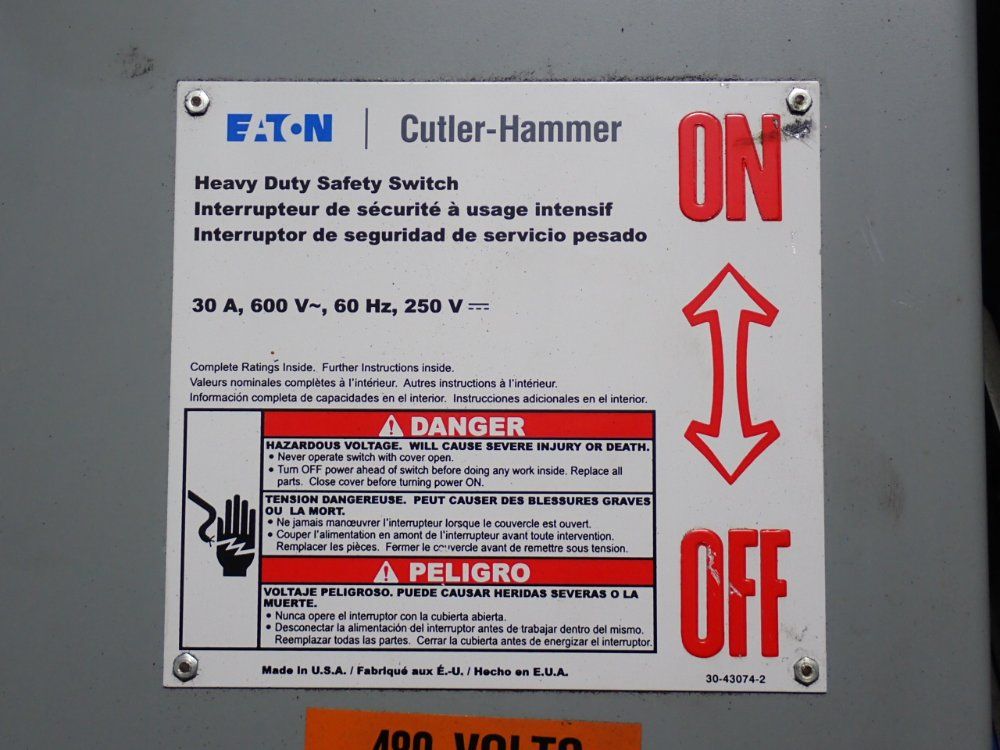 EATON | Cutler-Hammer
ON
Heavy Duty Safety Switch
Interrupteur de sécurité à usage intensif
Interruptor de seguridad de servicio pesado
30 A, 600 V~, 60 Hz, 250 V ⎓
Complete Ratings Inside. Further Instructions inside.
Valeurs nominales complètes à l'intérieur. Autres instructions à l'intérieur.
Información completa de capacidades en el interior. Instrucciones adicionales en el interior.
DANGER
HAZARDOUS VOLTAGE. WILL CAUSE SEVERE INJURY OR DEATH.
• Never operate switch with cover open.
• Turn OFF power ahead of switch before doing any work inside. Replace all
parts. Close cover before turning power ON.
TENSION DANGEREUSE. PEUT CAUSER DES BLESSURES GRAVES
OU LA MORT.
• Ne jamais manœuvrer l'interrupteur lorsque le couvercle est ouvert.
• Couper l'alimentation en amont de l'interrupteur avant toute intervention.
Remplacer les pièces. Fermer le couvercle avant de remettre sous tension.
PELIGRO
VOLTAJE PELIGROSO. PUEDE CAUSAR HERIDAS SEVERAS O LA
MUERTE.
• Nunca opere el interruptor con la cubierta abierta.
• Desconectar la alimentación del interruptor antes de trabajar dentro del mismo.
Reemplazar todas las partes. Cerrar la cubierta antes de energizar el interruptor.
OFF
Made in U.S.A. / Fabriqué aux É.-U. / Hecho en E.U.A.
30-43074-2
480 VOLTS